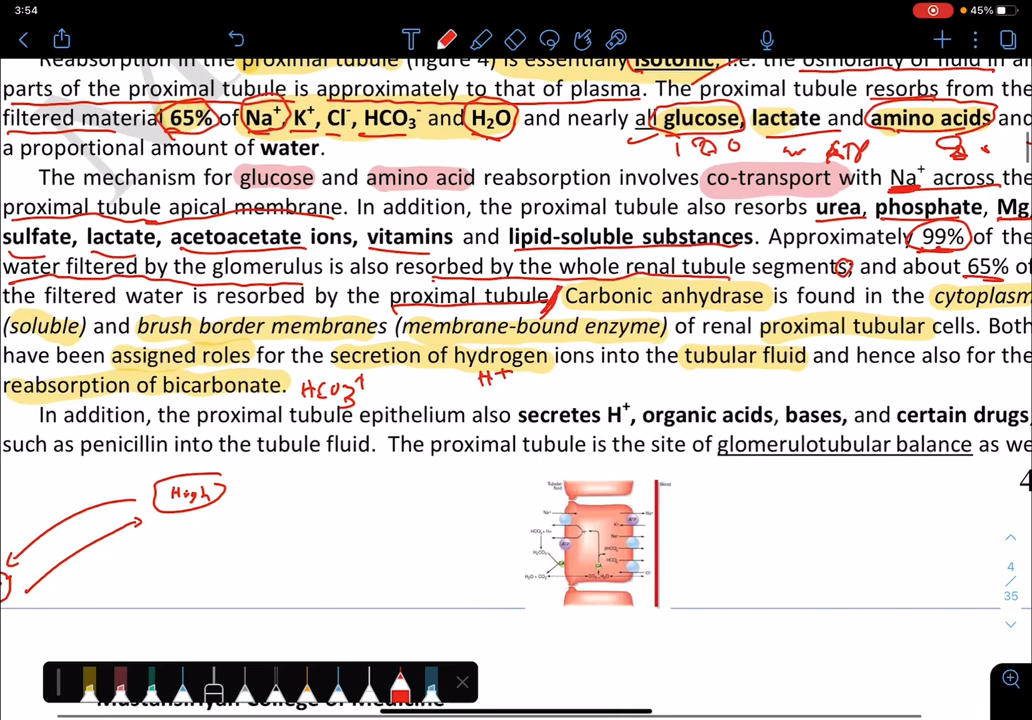 3:54
45%
Reabsorption in the proximal tubule (figure 4) is essentially isotonic, i.e. the osmolality of fluid in all
parts of the proximal tubule is approximately to that of plasma. The proximal tubule resorbs from the
filtered material 65% of Na⁺, K⁺, Cl⁻, HCO₃⁻ and H₂O and nearly all glucose, lactate and amino acids and
ATP
a proportional amount of water.
The mechanism for glucose and amino acid reabsorption involves co-transport with Na⁺ across the
proximal tubule apical membrane. In addition, the proximal tubule also resorbs urea, phosphate, Mg
sulfate, lactate, acetoacetate ions, vitamins and lipid-soluble substances. Approximately 99% of the
water filtered by the glomerulus is also resorbed by the whole renal tubule segments, and about 65% of
the filtered water is resorbed by the proximal tubule. Carbonic anhydrase is found in the cytoplasm
(soluble) and brush border membranes (membrane-bound enzyme) of renal proximal tubular cells. Both
have been assigned roles for the secretion of hydrogen ions into the tubular fluid and hence also for the
reabsorption of bicarbonate. HCO3⁺ H+
In addition, the proximal tubule epithelium also secretes H⁺, organic acids, bases, and certain drugs,
such as penicillin into the tubule fluid. The proximal tubule is the site of glomerulotubular balance as we
4
High
Tubular fluid
Blood
4
/
35
Mustansiriyah College of Medicine